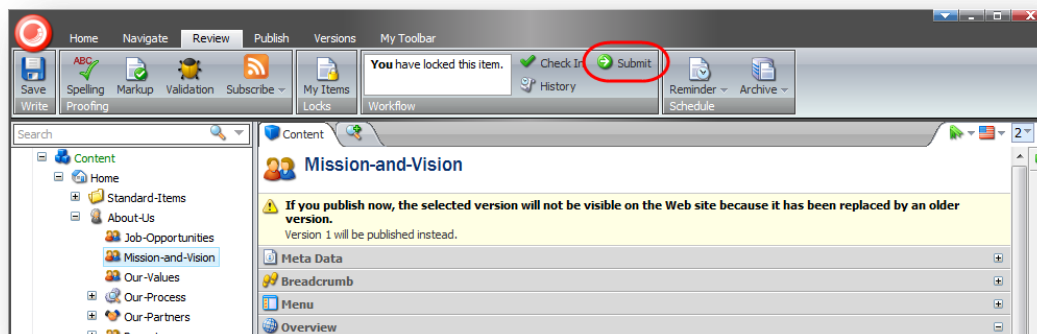 Home Navigate Review Publish Versions My Toolbar
ABC
You have locked this item.
Check In
Submit
History
Save Spelling Markup Validation Subscribe My Items Reminder Archive
Write Proofing Locks Workflow Schedule
Search
Content
2
Content
Home
Standard-Items
About-Us
Job-Opportunities
Mission-and-Vision
Our-Values
Our-Process
Our-Partners
Mission-and-Vision
If you publish now, the selected version will not be visible on the Web site because it has been replaced by an older
version.
Version 1 will be published instead.
Meta Data
Breadcrumb
Menu
Overview